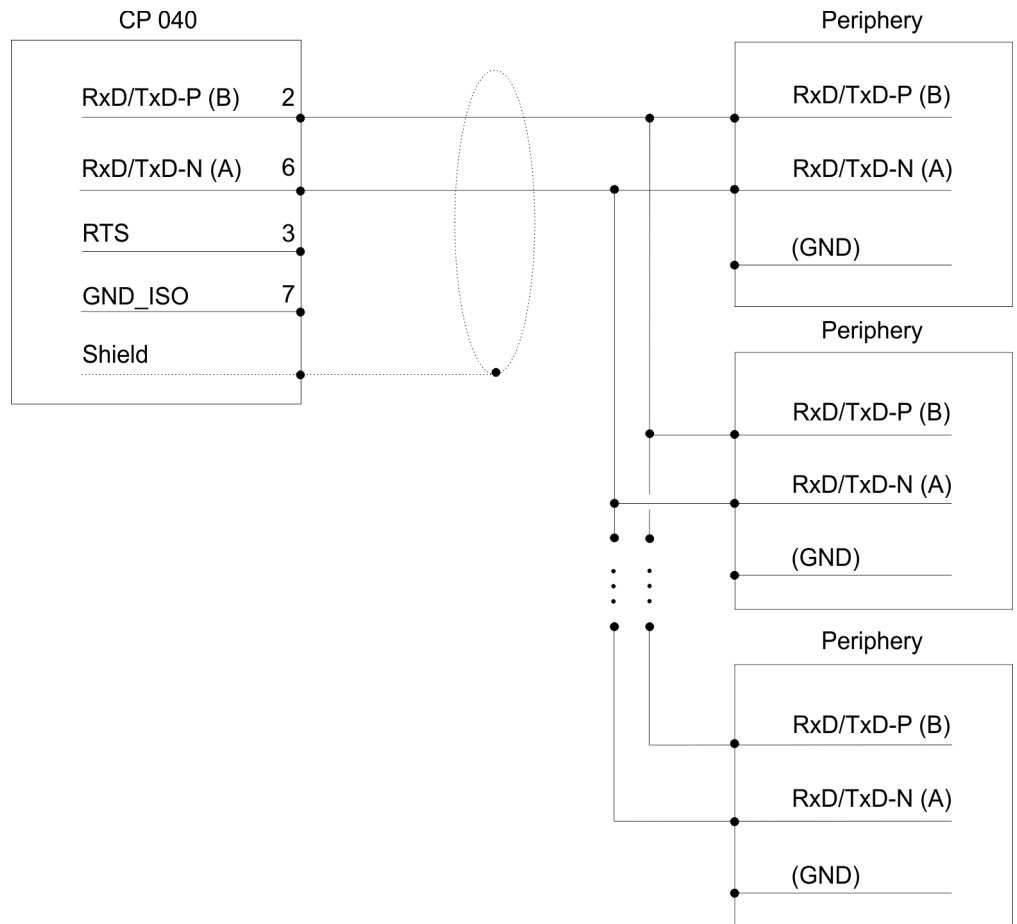 CP 040
RxD/TxD-P (B) 2
RxD/TxD-N (A) 6
RTS 3
GND_ISO 7
Shield
Periphery
RxD/TxD-P (B)
RxD/TxD-N (A)
(GND)
Periphery
RxD/TxD-P (B)
RxD/TxD-N (A)
(GND)
Periphery
RxD/TxD-P (B)
RxD/TxD-N (A)
(GND)